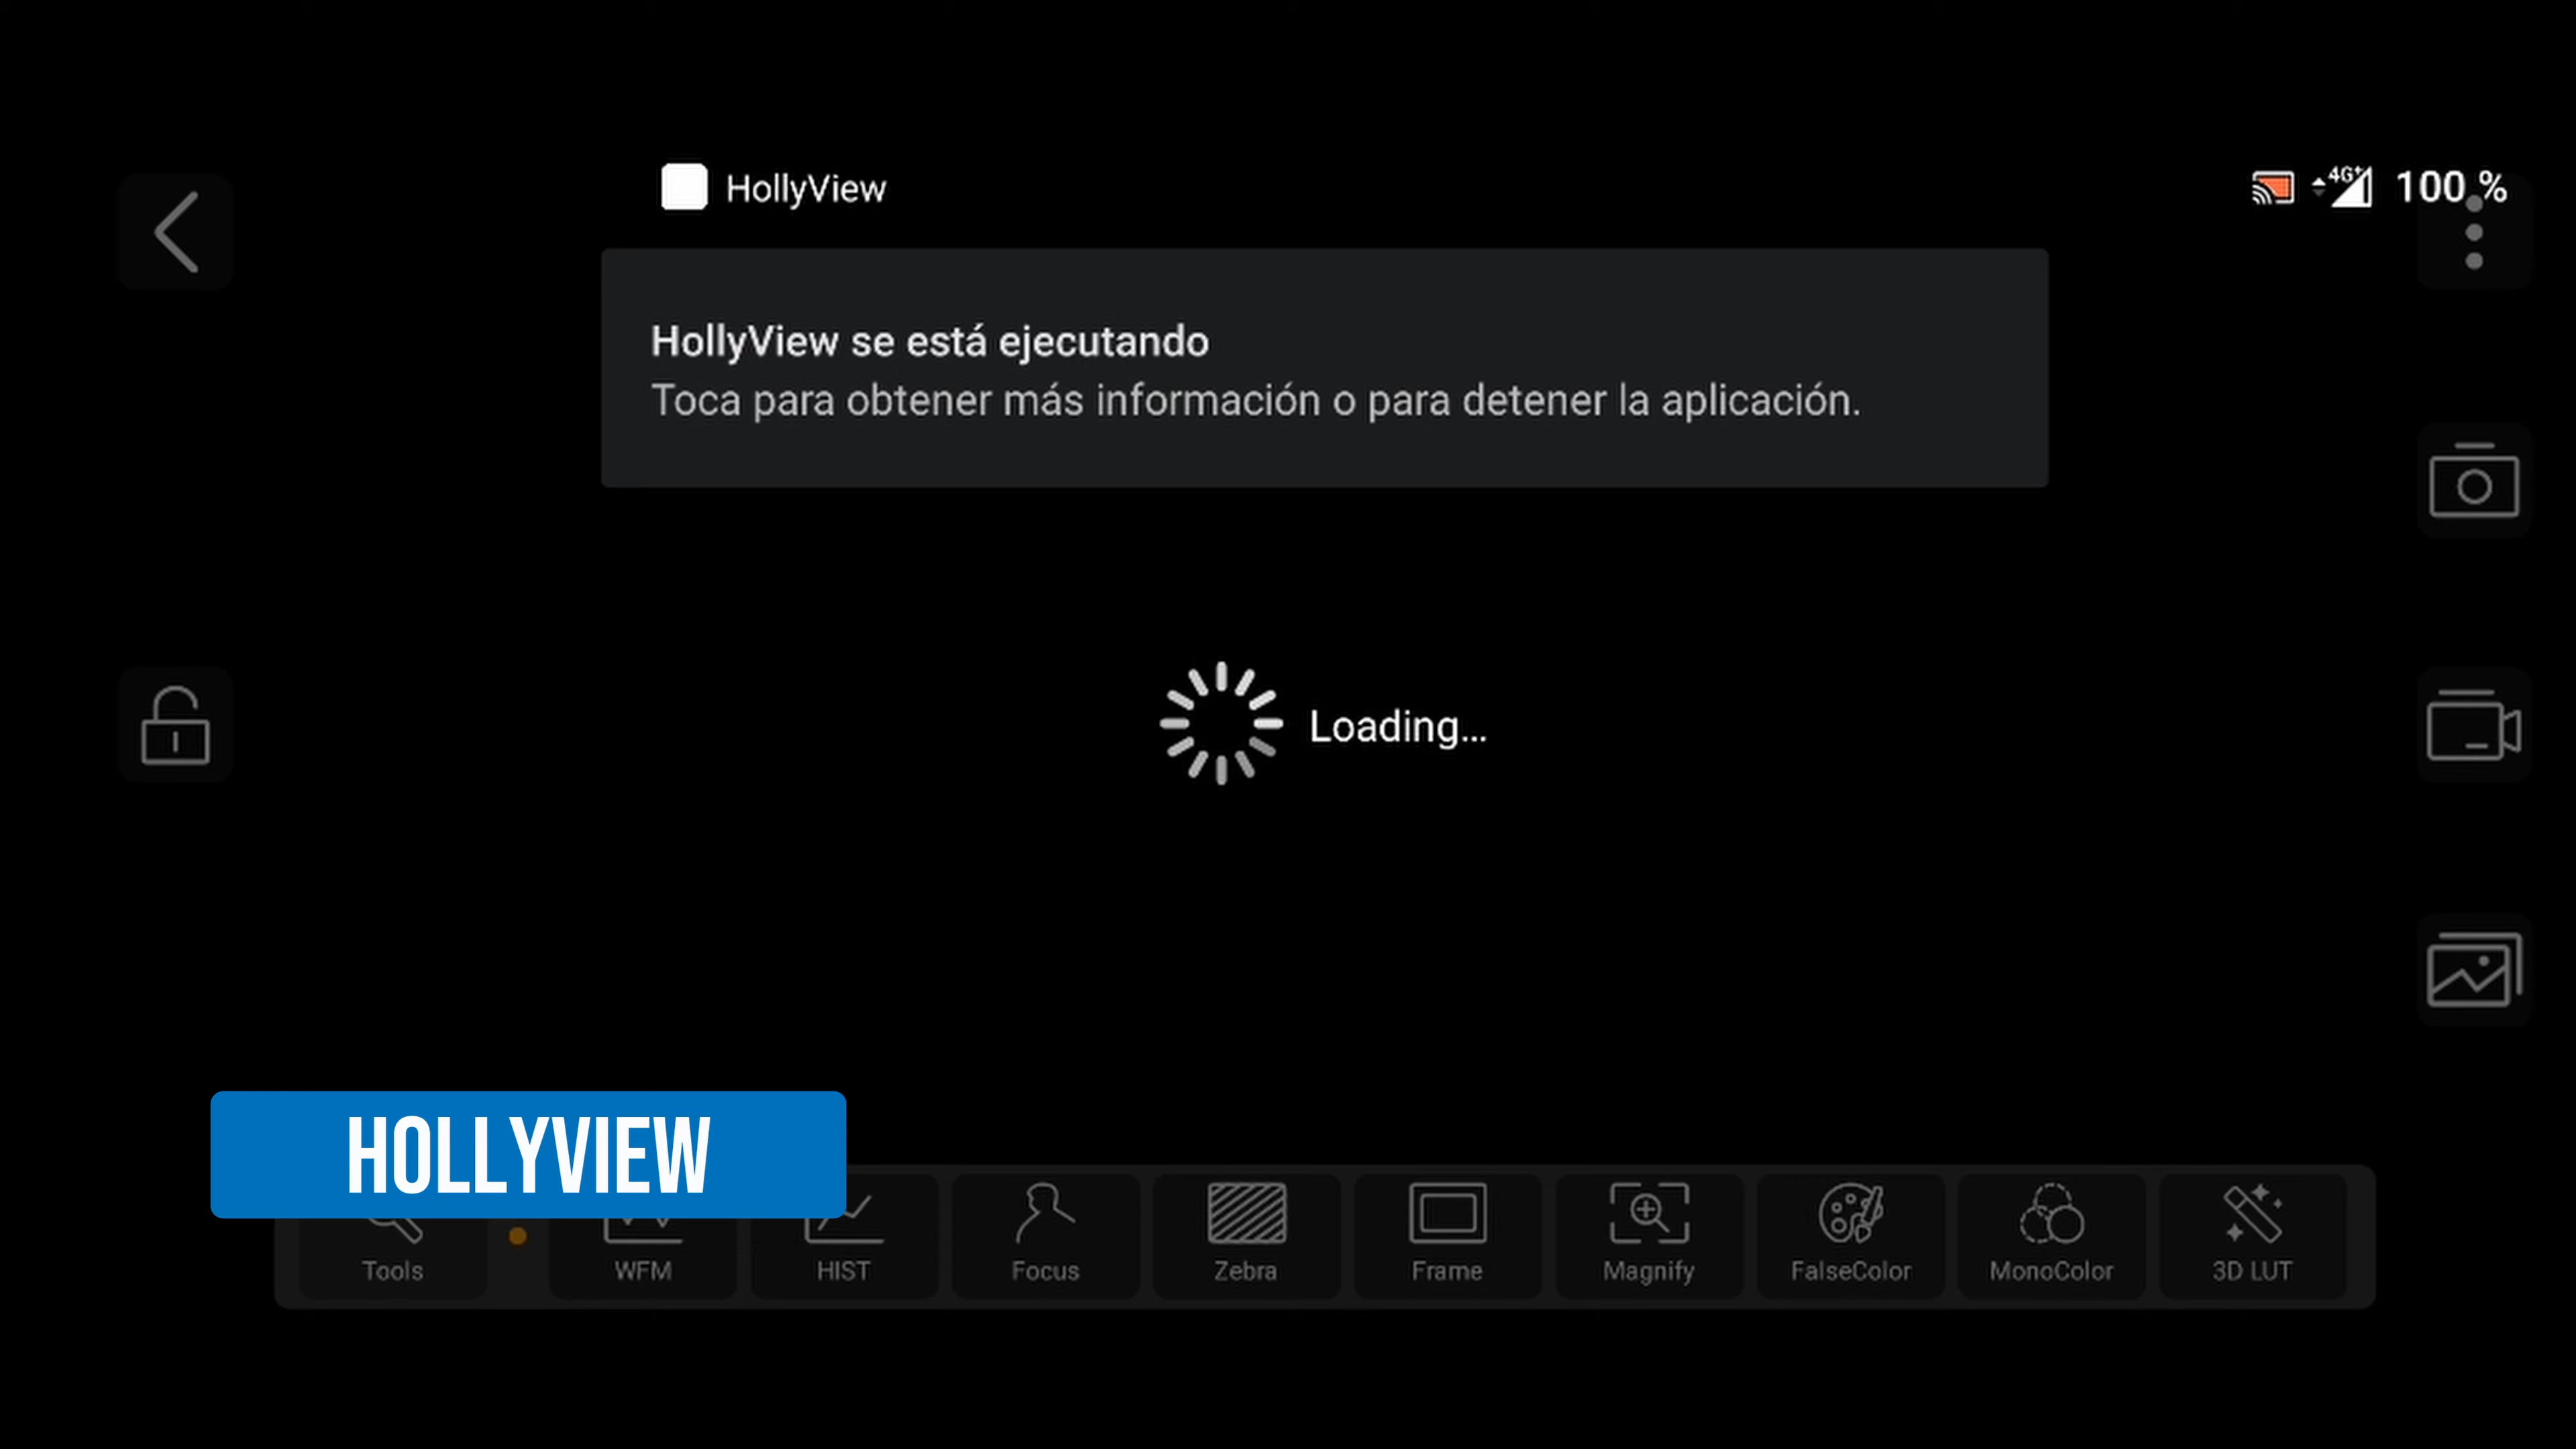 HollyView
4G+ 100 %
HollyView se está ejecutando
Toca para obtener más información o para detener la aplicación.
Loading...
HOLLYVIEW
Tools
WFM
HIST
Focus
Zebra
Frame
Magnify
FalseColor
MonoColor
3D LUT